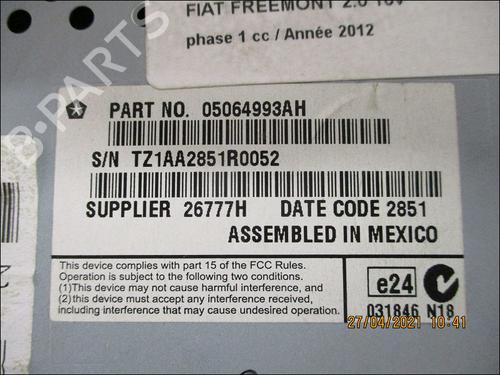 FIAT FREEMONT 2.0 16V
phase 1 cc / Année 2012
B-PARTS
PART NO. 05064993AH
S/N TZ1AA2851R0052
SUPPLIER 26777H DATE CODE 2851
ASSEMBLED IN MEXICO
This device complies with part 15 of the FCC Rules.
Operation is subject to the following two conditions.
(1)This device may not cause harmful interference, and
(2)this device must accept any interference received,
including interference that may cause undesired operation.
e24
031846 N18
27/04/2021 10:41